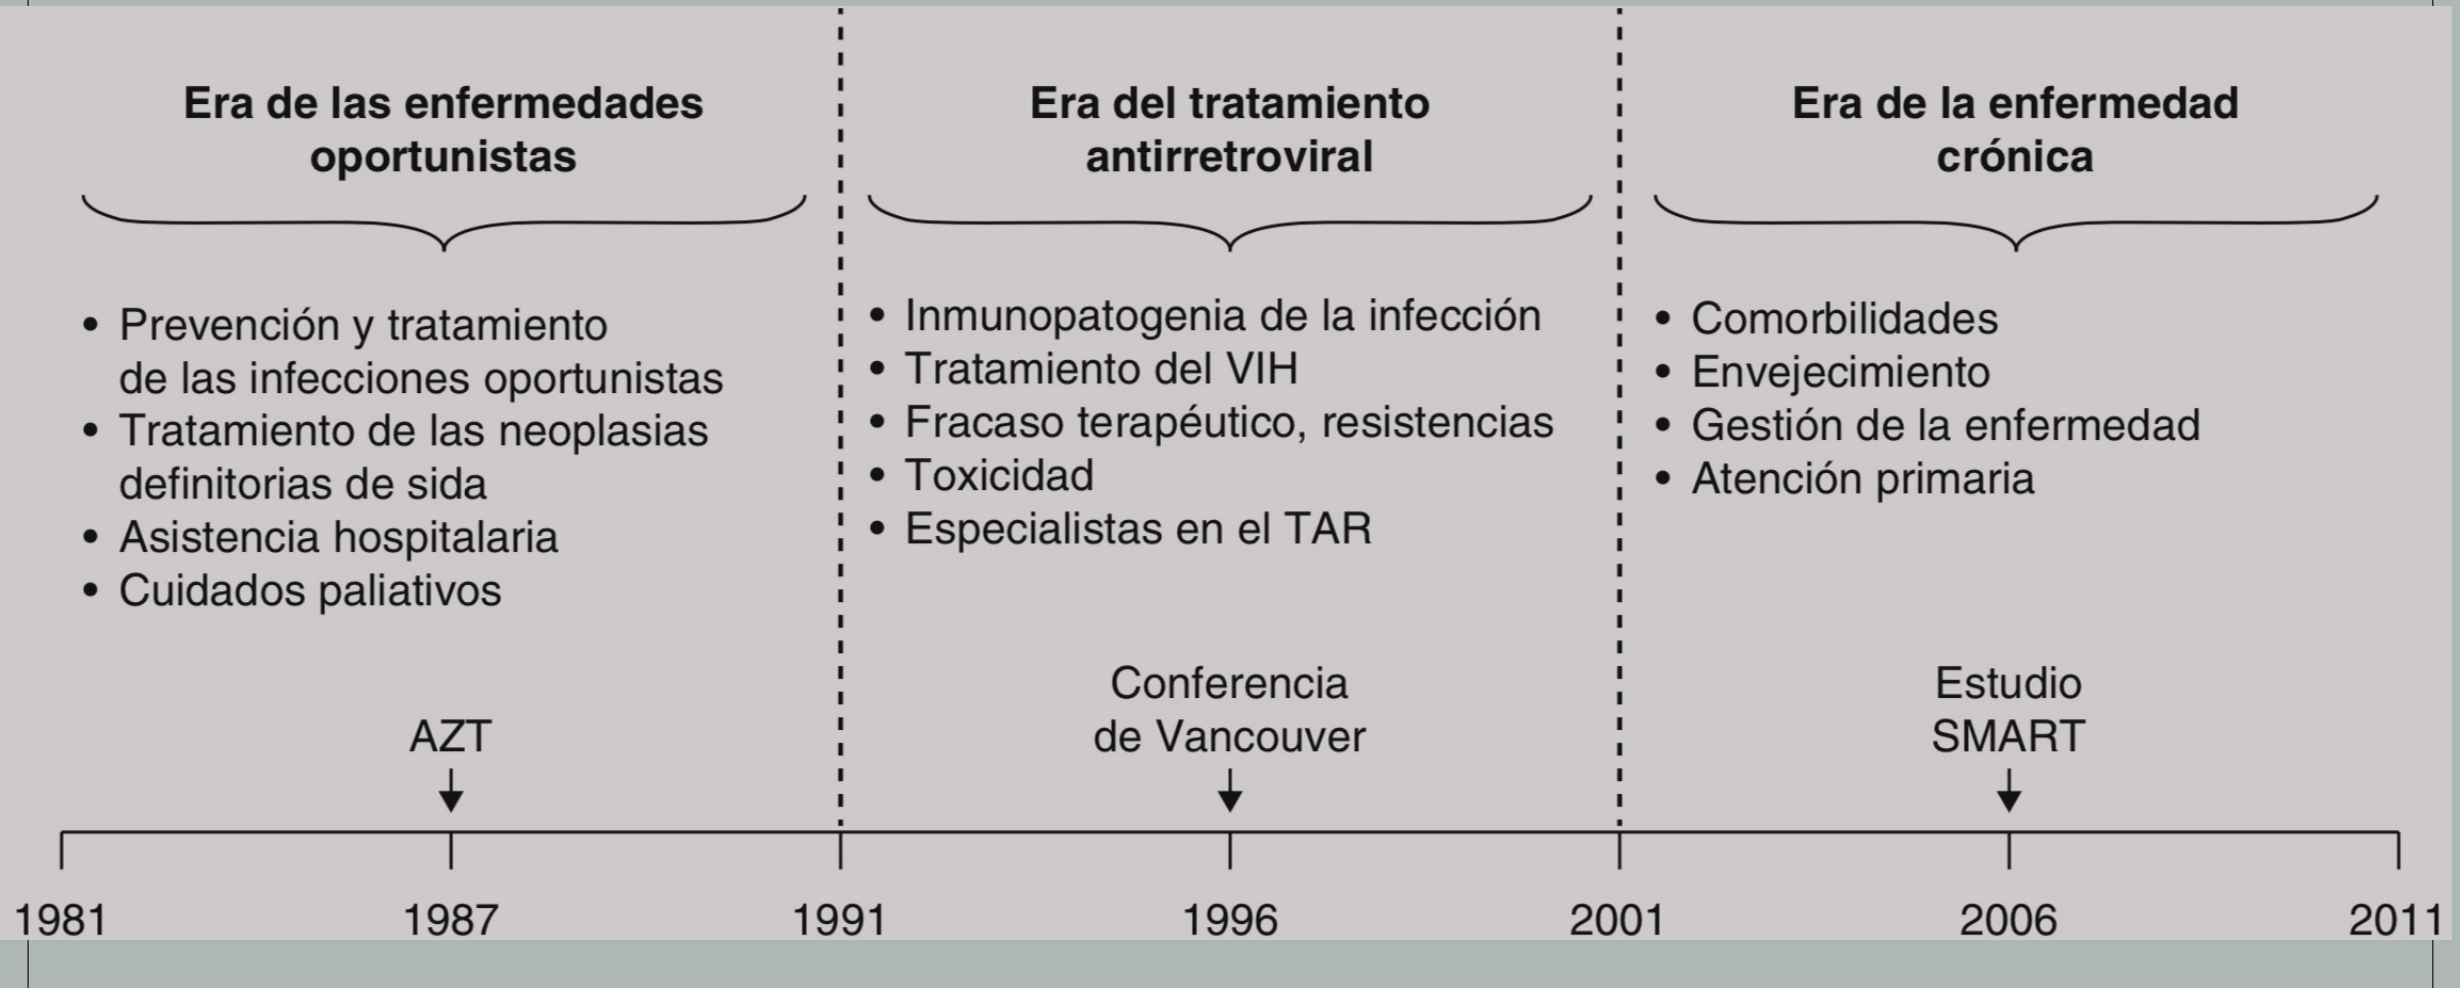 Era de las enfermedades
oportunistas
• Prevención y tratamiento
de las infecciones oportunistas
• Tratamiento de las neoplasias
definitorias de sida
• Asistencia hospitalaria
• Cuidados paliativos
AZT
Era del tratamiento
antirretroviral
• Inmunopatogenia de la infección
• Tratamiento del VIH
• Fracaso terapéutico, resistencias
• Toxicidad
• Especialistas en el TAR
Conferencia
de Vancouver
Era de la enfermedad
crónica
• Comorbilidades
• Envejecimiento
• Gestión de la enfermedad
• Atención primaria
Estudio
SMART
1981 1987 1991 1996 2001 2006 2011